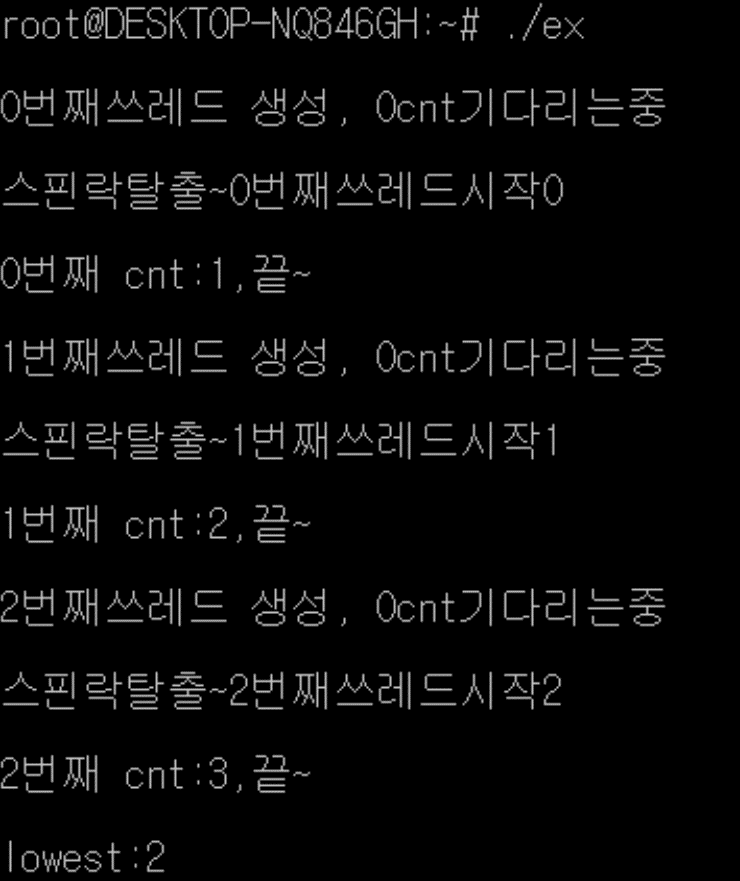 root@DESKTOP-NQ846GH:~# ./ex
0번째쓰레드 생성, 0cnt기다리는중
스핀락탈출~0번째쓰레드시작0
0번째 cnt:1,끝~
1번째쓰레드 생성, 0cnt기다리는중
스핀락탈출~1번째쓰레드시작1
1번째 cnt:2,끝~
2번째쓰레드 생성, 0cnt기다리는중
스핀락탈출~2번째쓰레드시작2
2번째 cnt:3,끝~
lowest:2